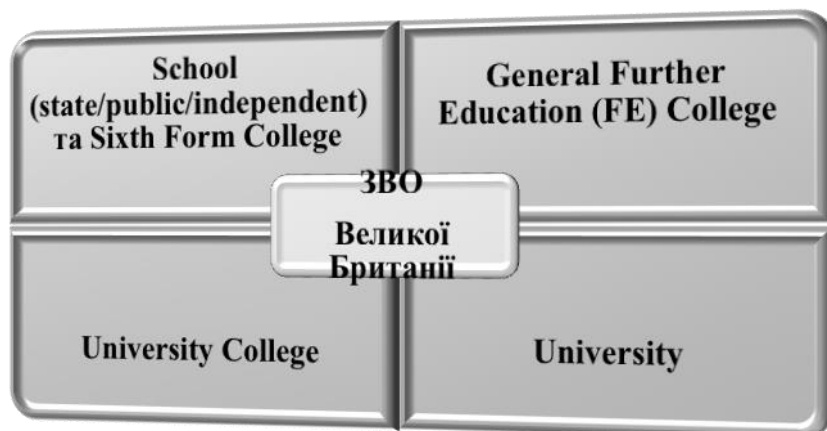 School
(state/public/independent)
та Sixth Form College
General Further
Education (FE) College
ЗВО
Великої
Британії
University College
University